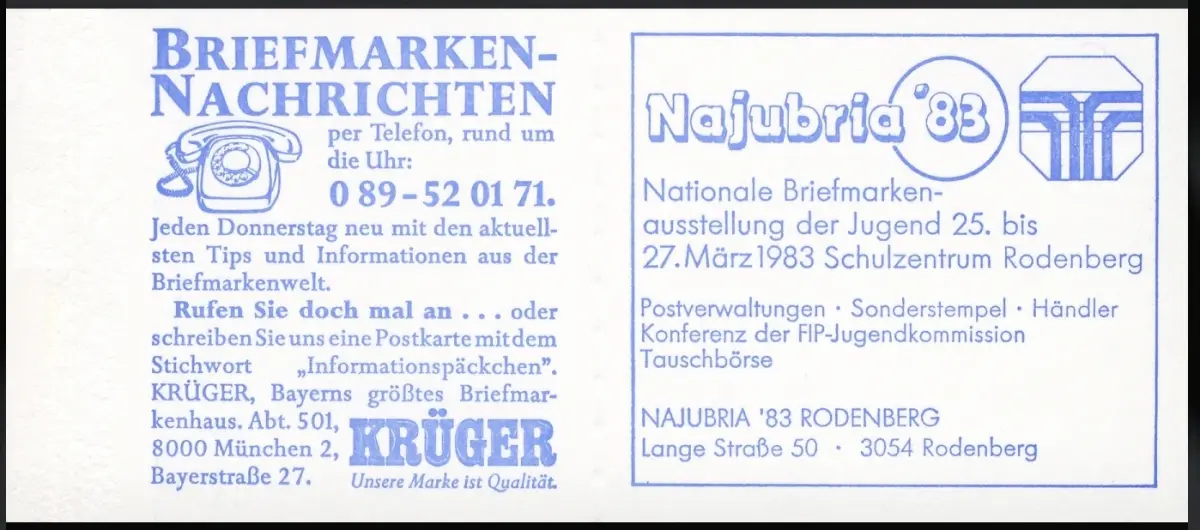 BRIEFMARKEN-
NACHRICHTEN
per Telefon, rund um
die Uhr:
0 89 – 52 01 71.
Jeden Donnerstag neu mit den aktuell-
sten Tips und Informationen aus der
Briefmarkenwelt.
Rufen Sie doch mal an . . . oder
schreiben Sie uns eine Postkarte mit dem
Stichwort „Informationspäckchen”.
KRÜGER, Bayerns größtes Briefmar-
kenhaus. Abt. 501,
8000 München 2,
Bayerstraße 27.
KRÜGER
Unsere Marke ist Qualität.
Najubria '83
Nationale Briefmarken-
ausstellung der Jugend 25. bis
27. März 1983 Schulzentrum Rodenberg
Postverwaltungen · Sonderstempel · Händler
Konferenz der FIP-Jugendkommission
Tauschbörse
NAJUBRIA '83 RODENBERG
Lange Straße 50 · 3054 Rodenberg